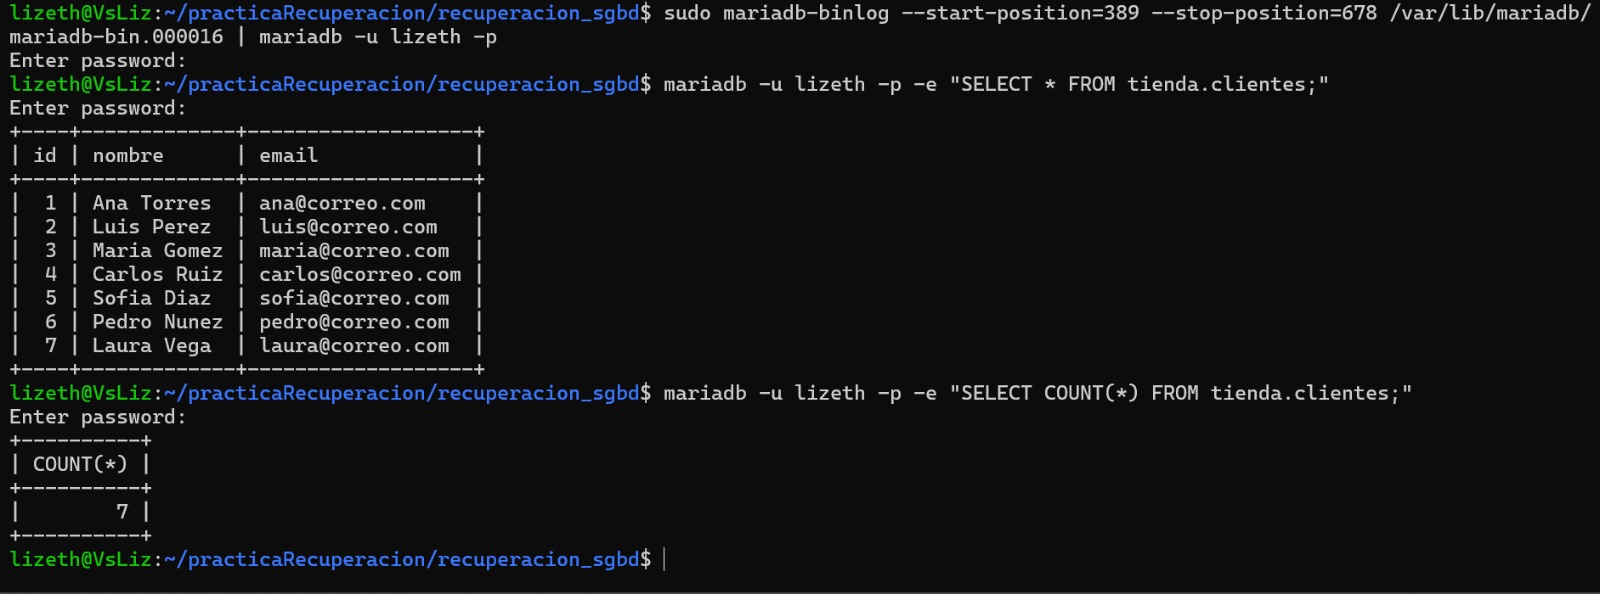 lizeth@VsLiz:~/practicaRecuperacion/recuperacion_sgbd$ sudo mariadb-binlog --start-position=389 --stop-position=678 /var/lib/mariadb/
mariadb-bin.000016 | mariadb -u lizeth -p
Enter password:
lizeth@VsLiz:~/practicaRecuperacion/recuperacion_sgbd$ mariadb -u lizeth -p -e "SELECT * FROM tienda.clientes;"
Enter password:
+----+-------------+-------------------+
| id | nombre      | email             |
+----+-------------+-------------------+
|  1 | Ana Torres  | ana@correo.com    |
|  2 | Luis Perez  | luis@correo.com   |
|  3 | Maria Gomez | maria@correo.com  |
|  4 | Carlos Ruiz | carlos@correo.com |
|  5 | Sofia Diaz  | sofia@correo.com  |
|  6 | Pedro Nunez | pedro@correo.com  |
|  7 | Laura Vega  | laura@correo.com  |
+----+-------------+-------------------+
lizeth@VsLiz:~/practicaRecuperacion/recuperacion_sgbd$ mariadb -u lizeth -p -e "SELECT COUNT(*) FROM tienda.clientes;"
Enter password:
+----------+
| COUNT(*) |
+----------+
|        7 |
+----------+
lizeth@VsLiz:~/practicaRecuperacion/recuperacion_sgbd$